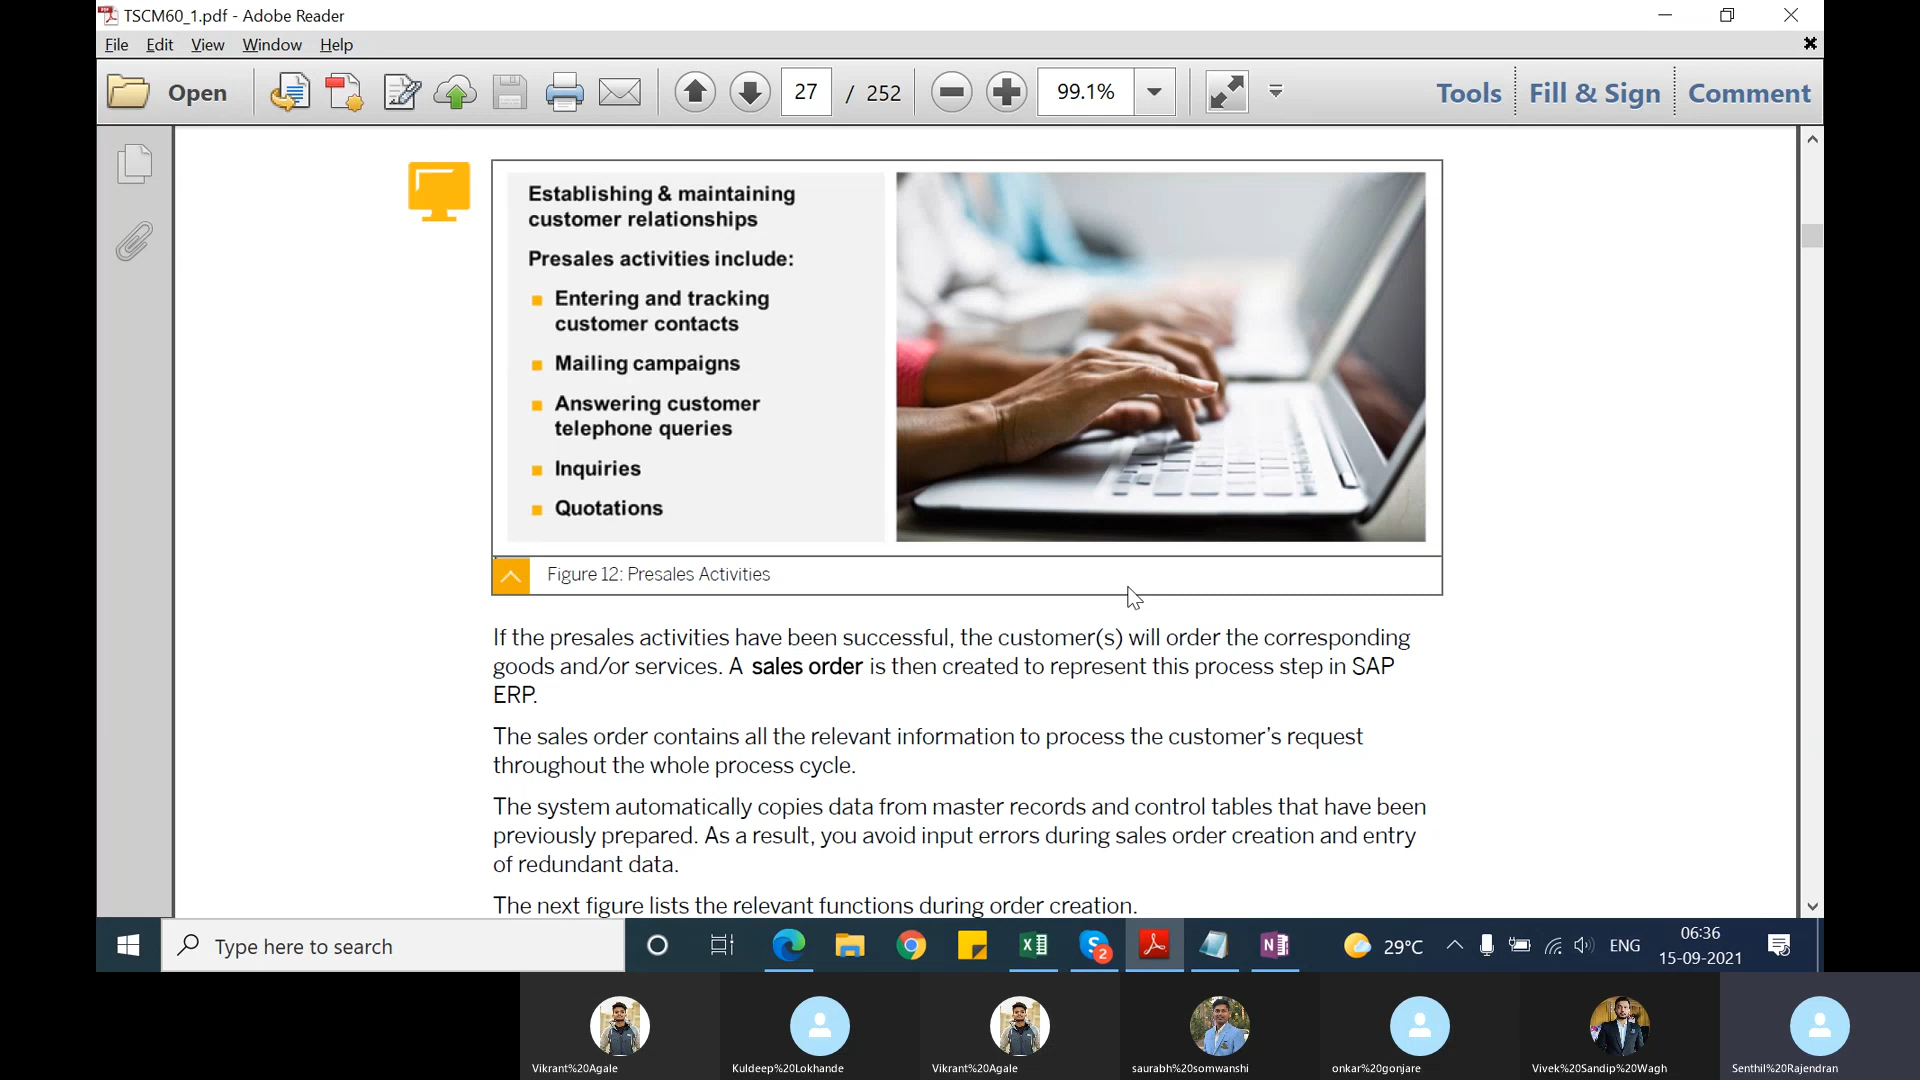 TSCM60_1.pdf - Adobe Reader
File Edit View Window Help
Open 27 / 252 99.1% Tools Fill & Sign Comment
Establishing & maintaining
customer relationships
Presales activities include:
Entering and tracking
customer contacts
Mailing campaigns
Answering customer
telephone queries
Inquiries
Quotations
Figure 12: Presales Activities
If the presales activities have been successful, the customer(s) will order the corresponding
goods and/or services. A sales order is then created to represent this process step in SAP
ERP.
The sales order contains all the relevant information to process the customer's request
throughout the whole process cycle.
The system automatically copies data from master records and control tables that have been
previously prepared. As a result, you avoid input errors during sales order creation and entry
of redundant data.
The next figure lists the relevant functions during order creation.
Type here to search 2 29°C ENG 06:36
15-09-2021
Vikrant%20Agale Kuldeep%20Lokhande Vikrant%20Agale saurabh%20somwanshi onkar%20gonjare Vivek%20Sandip%20Wagh Senthil%20Rajendran